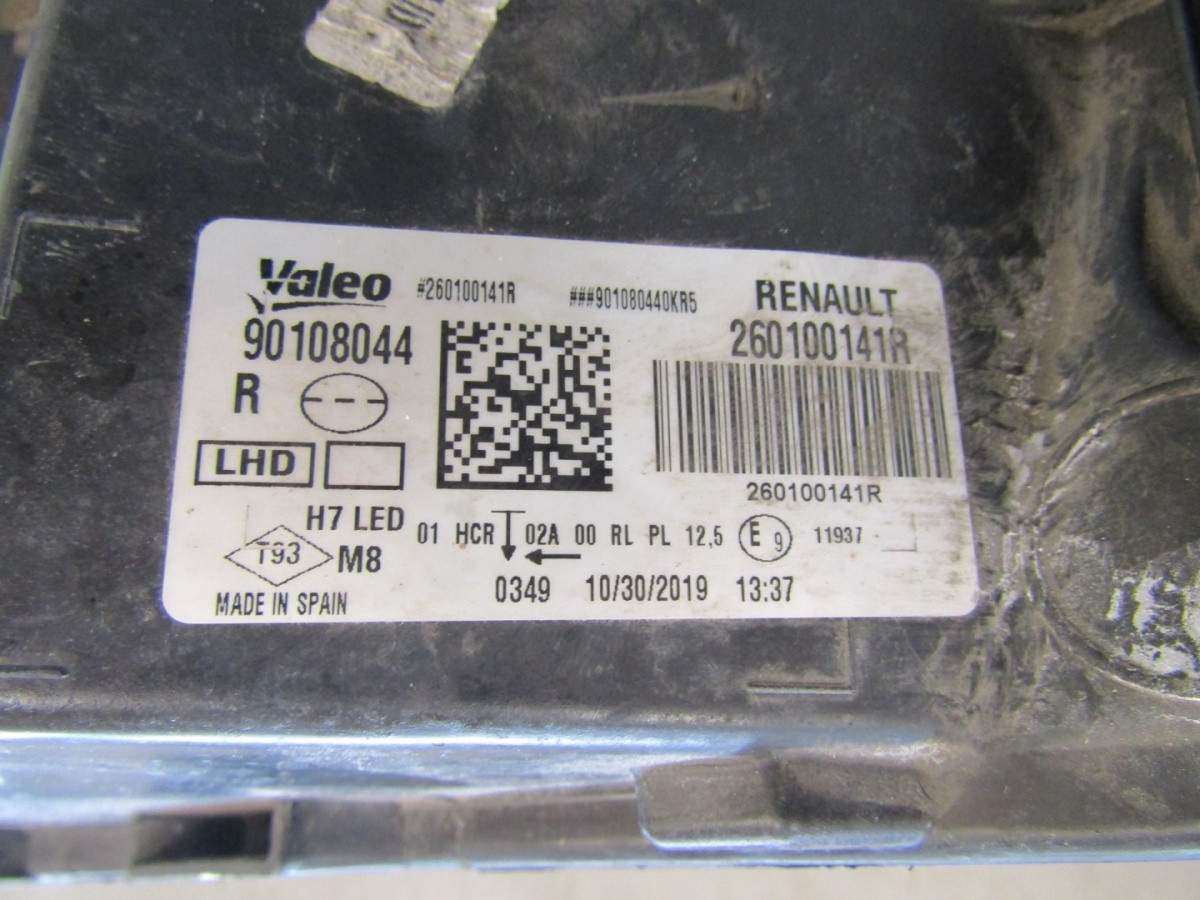 Valeo #260100141R ###901080440KR5 RENAULT
90108044 260100141R
R
LHD
260100141R
H7 LED 01 HCR 02A 00 RL PL 12,5 E9 11937
T93 M8
0349 10/30/2019 13:37
MADE IN SPAIN